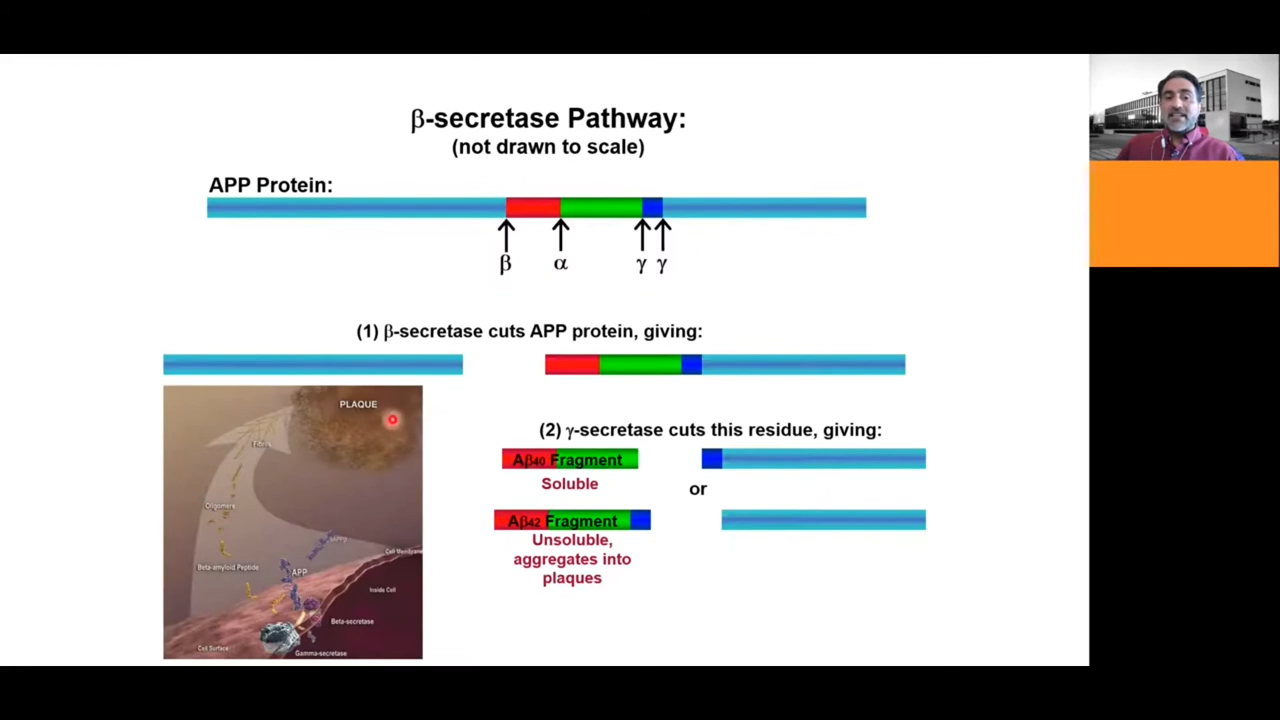 β-secretase Pathway:
(not drawn to scale)
APP Protein:
β
α
γ
γ
(1) β-secretase cuts APP protein, giving:
PLAQUE
Fibrils
Oligomers
Beta-amyloid Peptide
APP
Cell Membrane
Inside Cell
Beta-secretase
Cell Surface
Gamma-secretase
(2) γ-secretase cuts this residue, giving:
Aβ40 Fragment
Soluble
or
Aβ42 Fragment
Unsoluble,
aggregates into
plaques